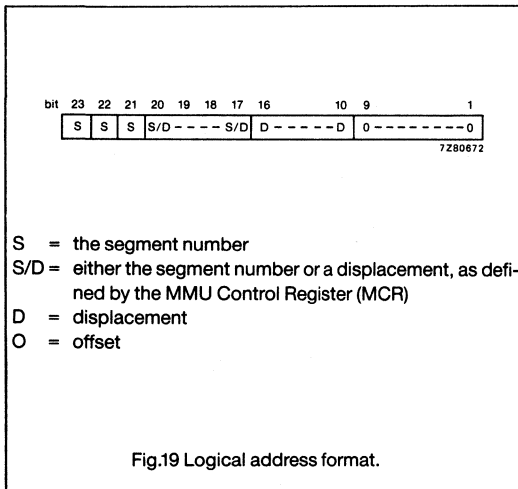 bit 23 22 21 20 19 18 17 16 10 9 1
S S S S/D - - - - S/D D - - - - - D 0 - - - - - - - - 0
7Z80672
S = the segment number
S/D = either the segment number or a displacement, as defi-
ned by the MMU Control Register (MCR)
D = displacement
O = offset
Fig.19 Logical address format.